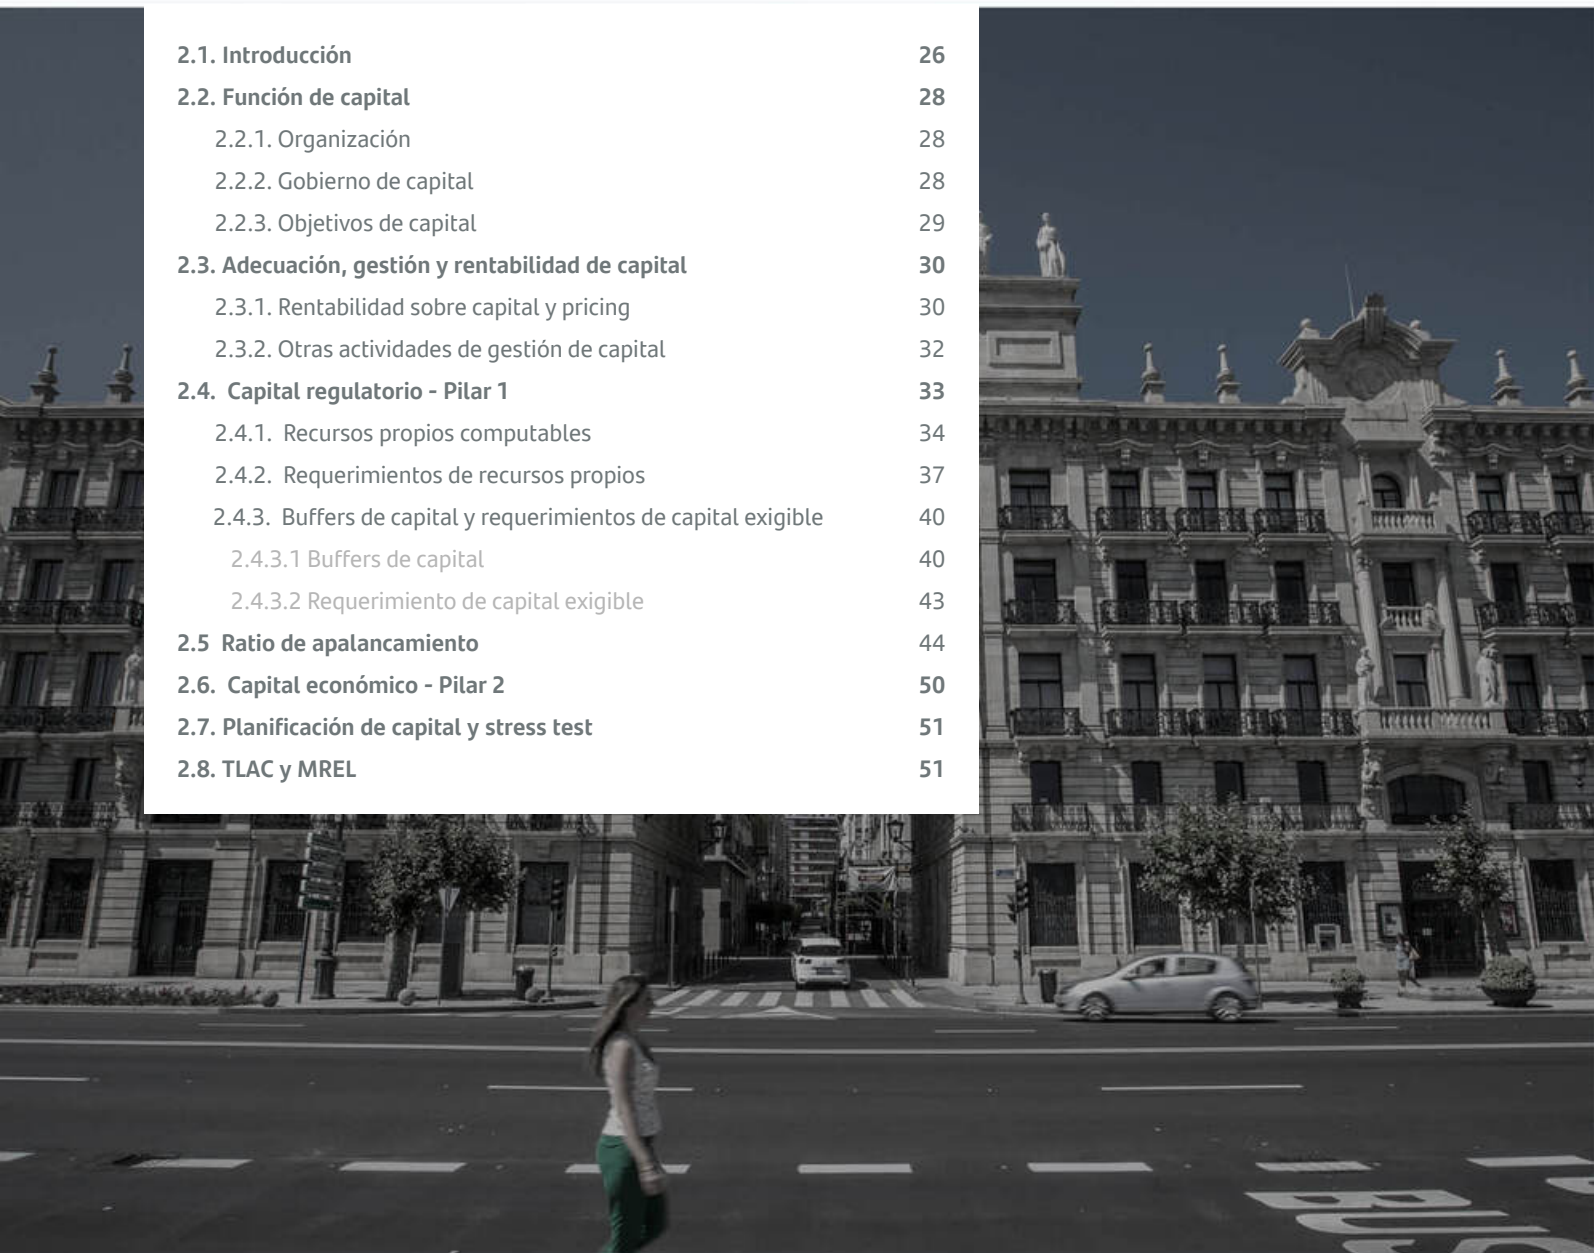 2.1. Introducción 26
2.2. Función de capital 28
2.2.1. Organización 28
2.2.2. Gobierno de capital 28
2.2.3. Objetivos de capital 29
2.3. Adecuación, gestión y rentabilidad de capital 30
2.3.1. Rentabilidad sobre capital y pricing 30
2.3.2. Otras actividades de gestión de capital 32
2.4. Capital regulatorio - Pilar 1 33
2.4.1. Recursos propios computables 34
2.4.2. Requerimientos de recursos propios 37
2.4.3. Buffers de capital y requerimientos de capital exigible 40
2.4.3.1 Buffers de capital 40
2.4.3.2 Requerimiento de capital exigible 43
2.5 Ratio de apalancamiento 44
2.6. Capital económico - Pilar 2 50
2.7. Planificación de capital y stress test 51
2.8. TLAC y MREL 51
BUS